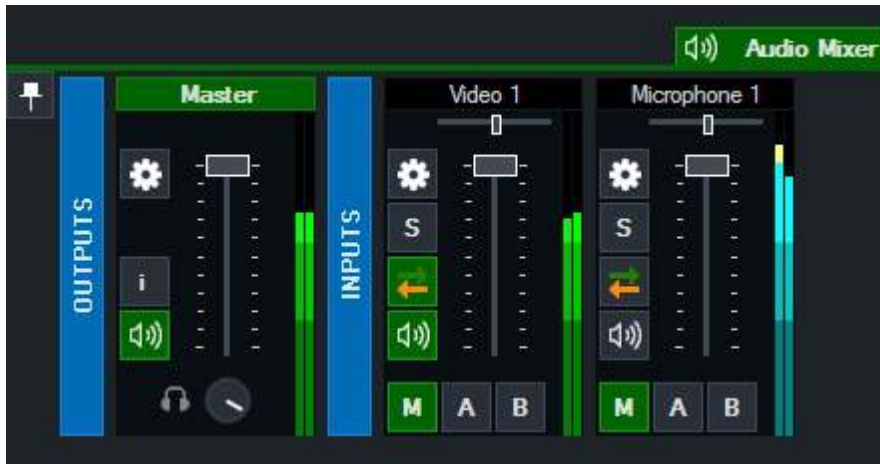 Audio Mixer
OUTPUTS
Master
i
INPUTS
Video 1
S
M A B
Microphone 1
S
M A B